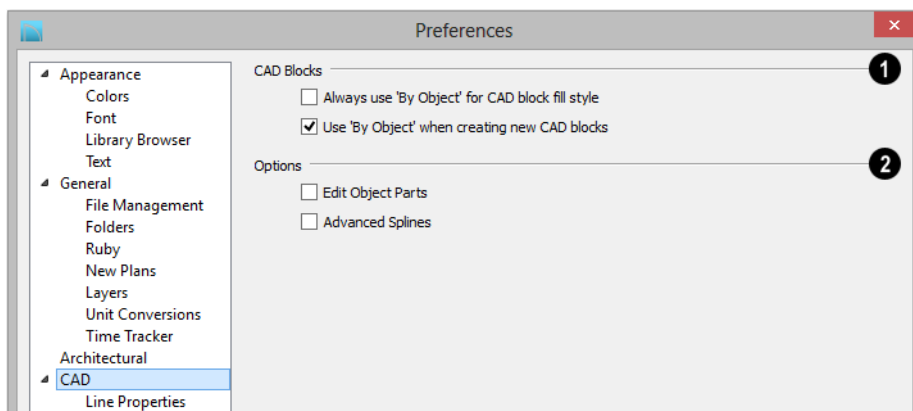 Preferences
Appearance
Colors
Font
Library Browser
Text
General
File Management
Folders
Ruby
New Plans
Layers
Unit Conversions
Time Tracker
Architectural
CAD
Line Properties
CAD Blocks
1
Always use 'By Object' for CAD block fill style
Use 'By Object' when creating new CAD blocks
Options
2
Edit Object Parts
Advanced Splines